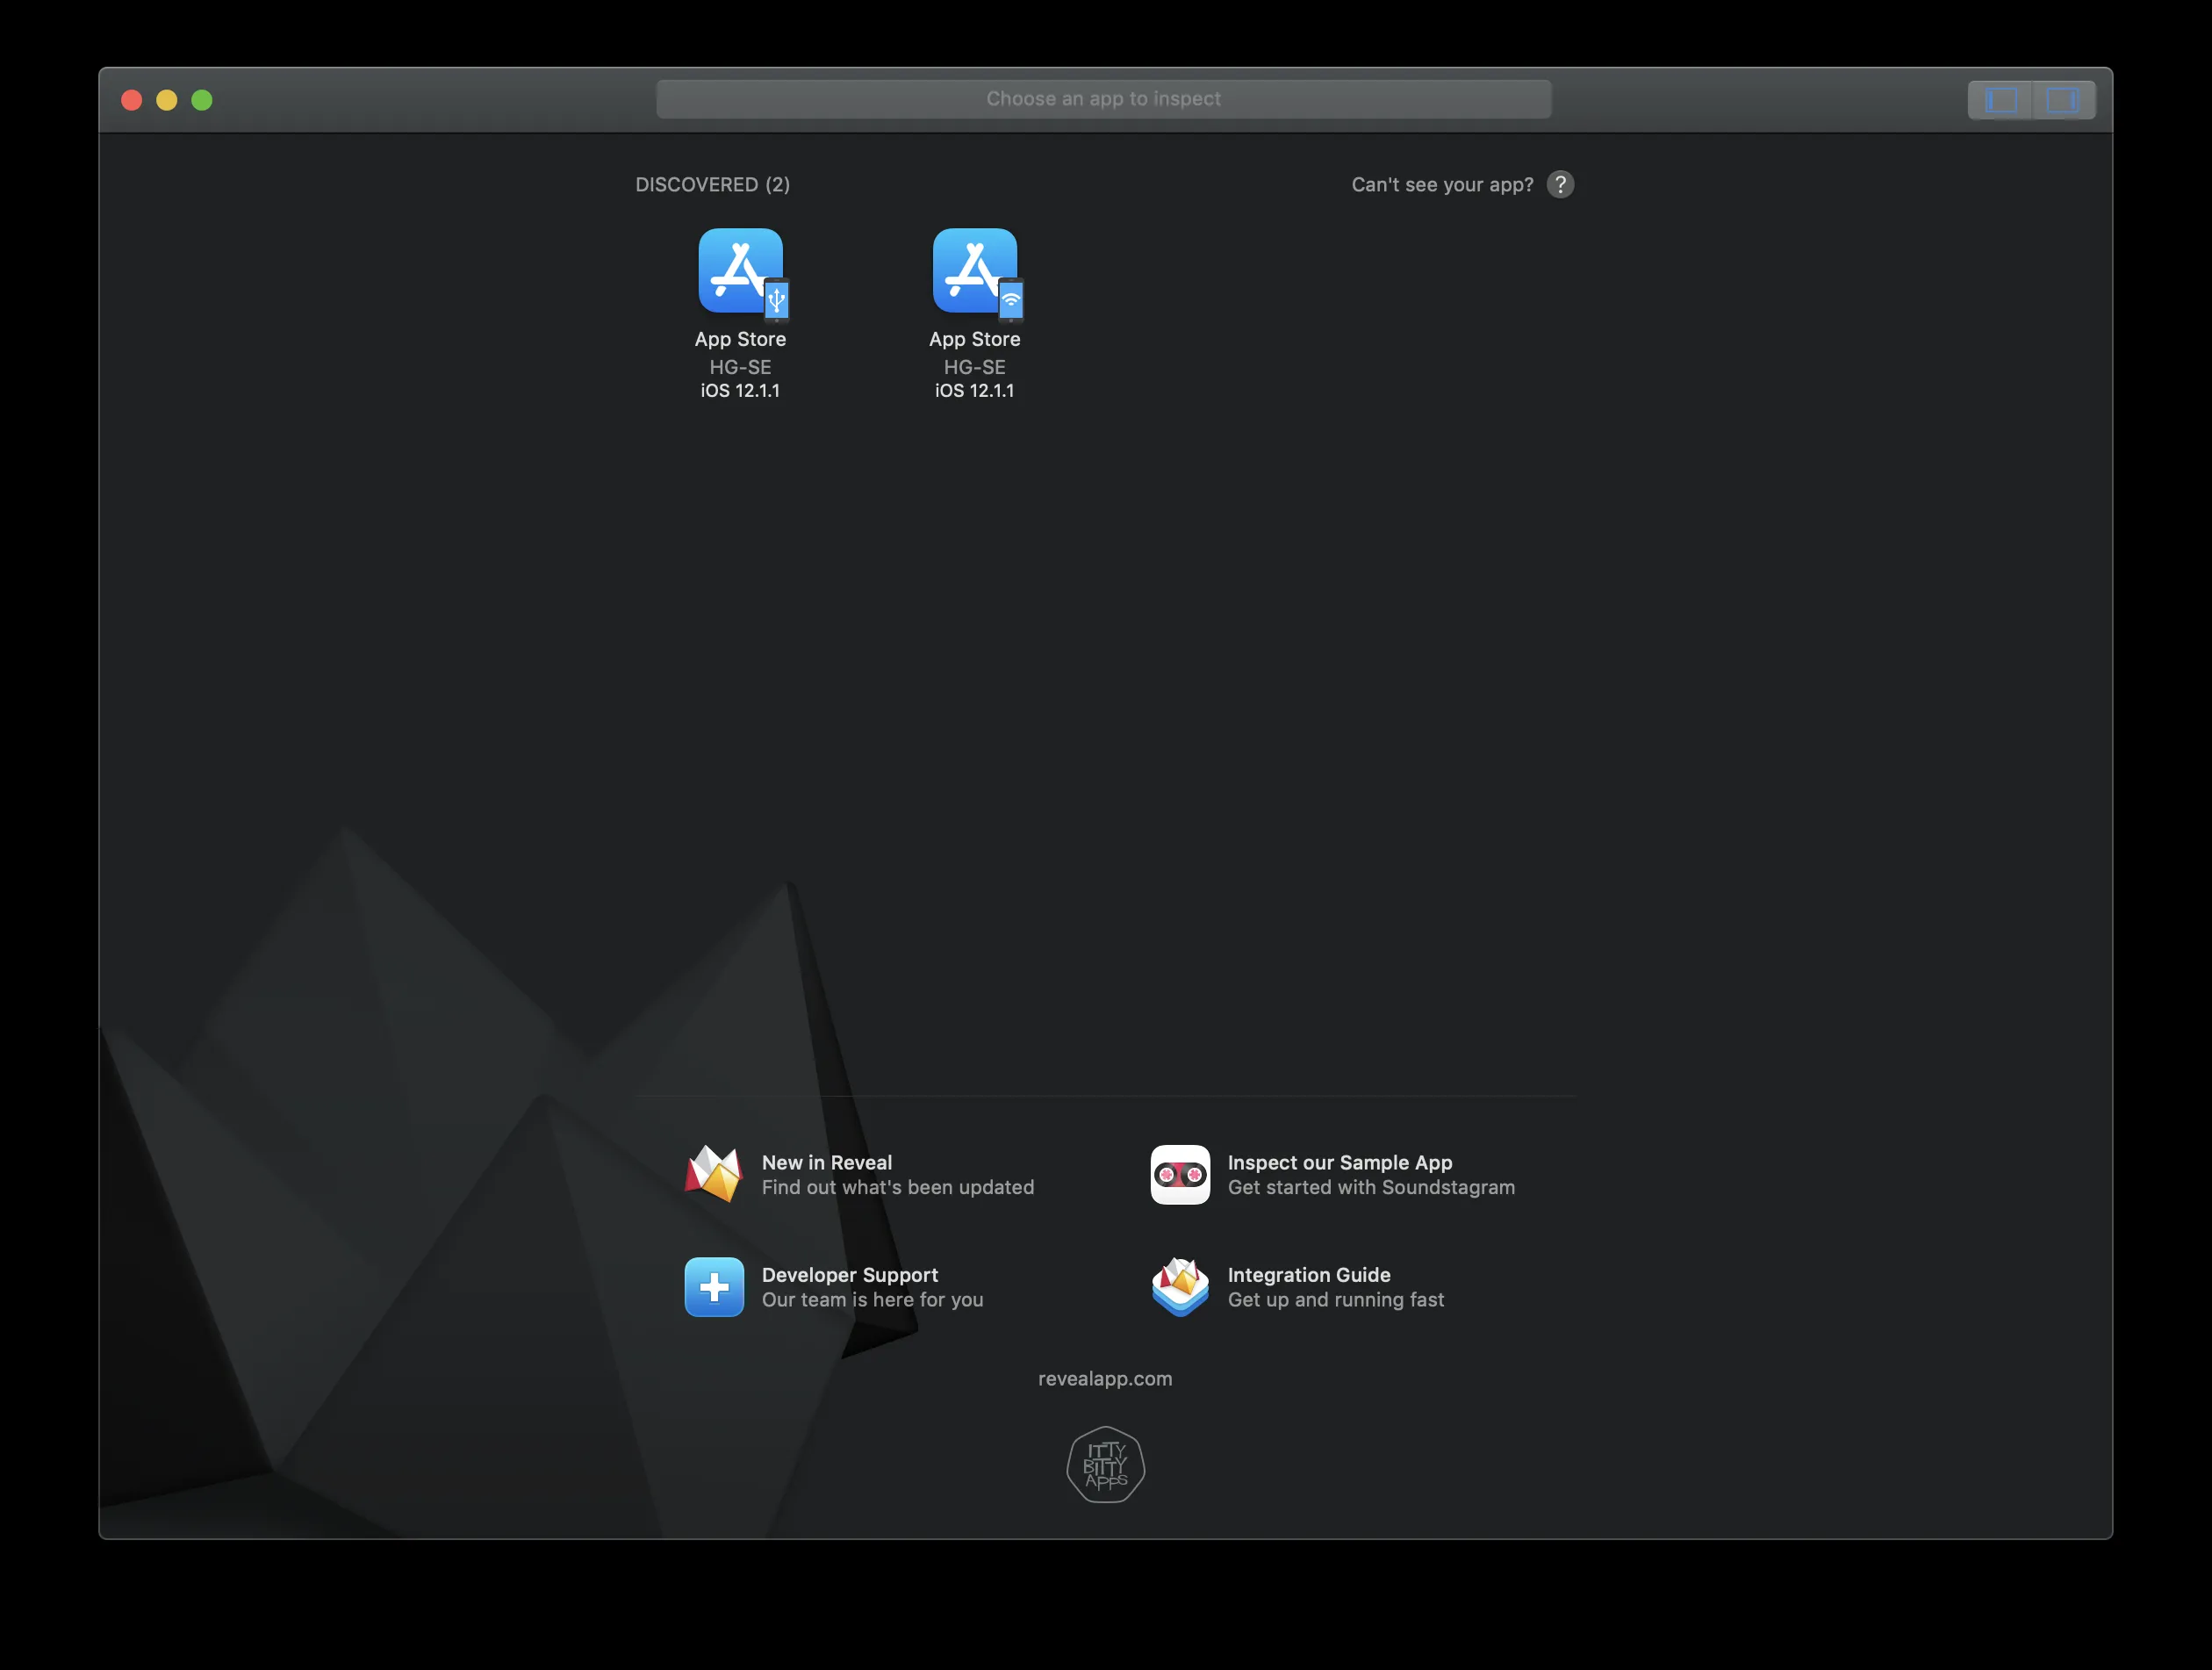 Choose an app to inspect
DISCOVERED (2)
Can't see your app? ?
App Store
HG-SE
iOS 12.1.1
App Store
HG-SE
iOS 12.1.1
New in Reveal
Find out what's been updated
Inspect our Sample App
Get started with Soundstagram
Developer Support
Our team is here for you
Integration Guide
Get up and running fast
revealapp.com
ITTY
BITTY
APPS